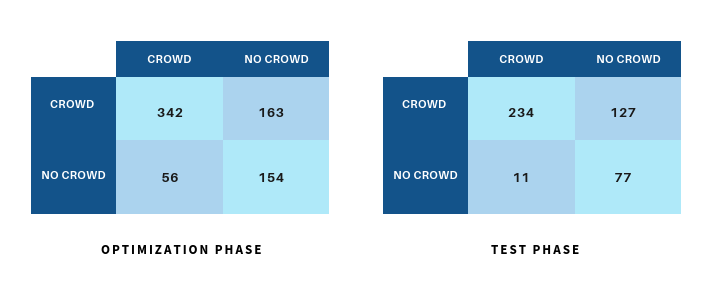 CROWD NO CROWD
CROWD 342 163
NO CROWD 56 154
OPTIMIZATION PHASE
CROWD NO CROWD
CROWD 234 127
NO CROWD 11 77
TEST PHASE